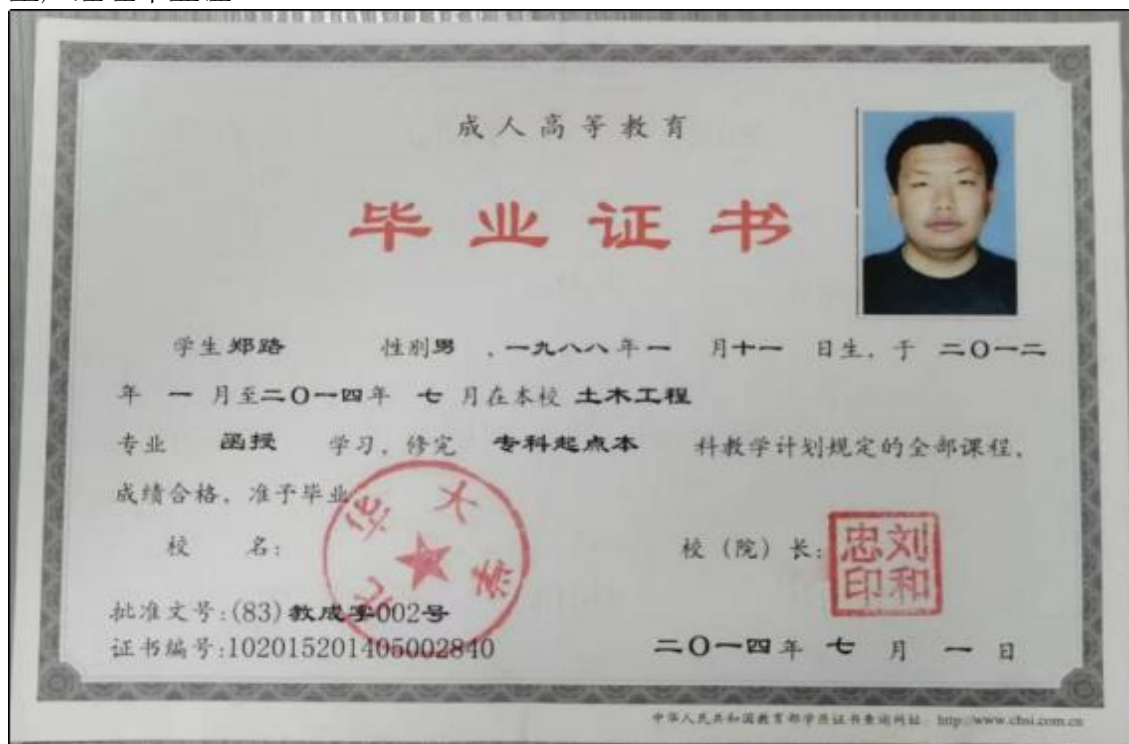 成人高等教育
毕业证书
学生 郑路 性别 男 ,一九八八年 一 月 十一 日生, 于 二〇一二
年 一 月至 二〇一四 年 七 月在本校 土木工程
专业 函授 学习, 修完 专科起点本 科教学计划规定的全部课程,
成绩合格, 准予毕业
校 名:
北华大学
校 (院) 长:
刘和忠印
批准文号:(83)教成字002号
证书编号:102015201405002840
二〇一四年 七 月 一 日
中华人民共和国教育部学历证书查询网址: http://www.chsi.com.cn